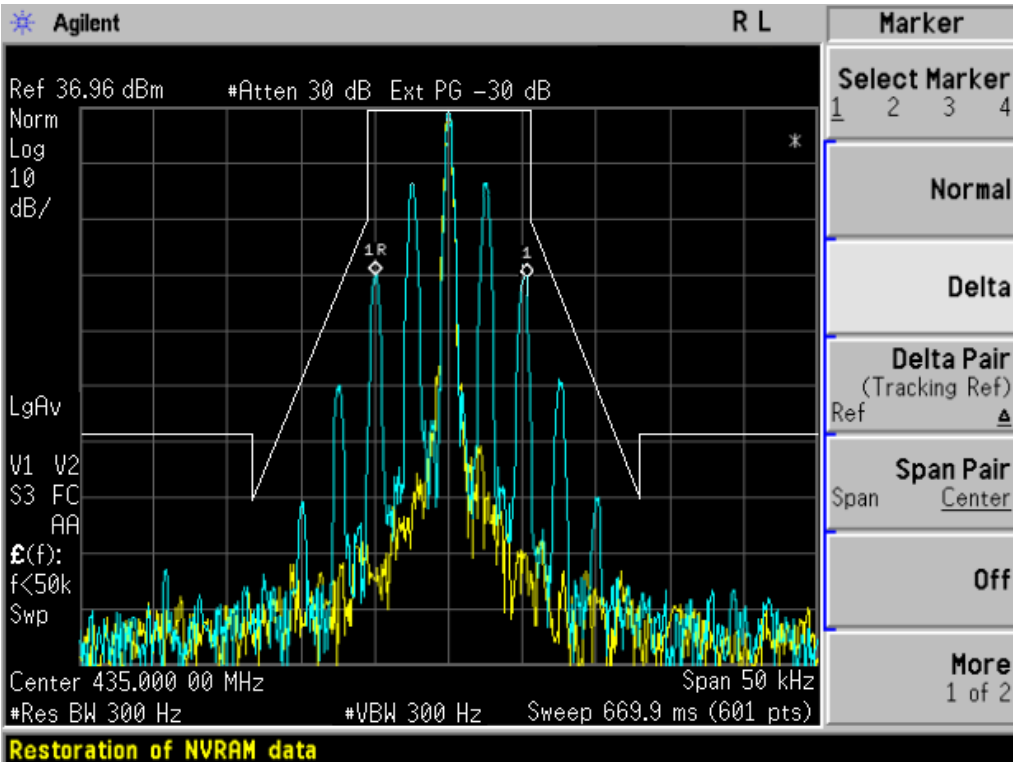 Agilent R L Marker
Ref 36.96 dBm #Atten 30 dB Ext PG -30 dB
Norm
Log
10
dB/
*
1R
1
LgAv
V1 V2
S3 FC
AA
£(f):
f<50k
Swp
Center 435.000 00 MHz Span 50 kHz
#Res BW 300 Hz #VBW 300 Hz Sweep 669.9 ms (601 pts)
Restoration of NVRAM data
Select Marker
1 2 3 4
Normal
Delta
Delta Pair
(Tracking Ref)
Ref Δ
Span Pair
Span Center
Off
More
1 of 2